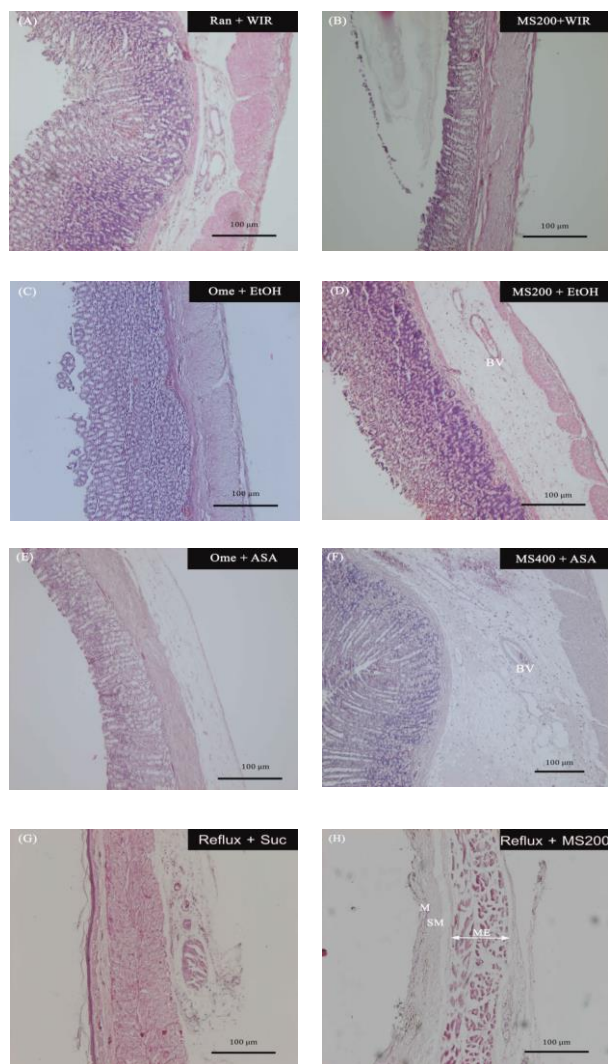 (A) Ran + WIR
100 μm
(B) MS200+WIR
100 μm
(C) Ome + EtOH
100 μm
(D) MS200 + EtOH
BV
100 μm
(E) Ome + ASA
100 μm
(F) MS400 + ASA
BV
100 μm
(G) Reflux + Suc
100 μm
(H) Reflux + MS200
M
SM
ME
100 μm